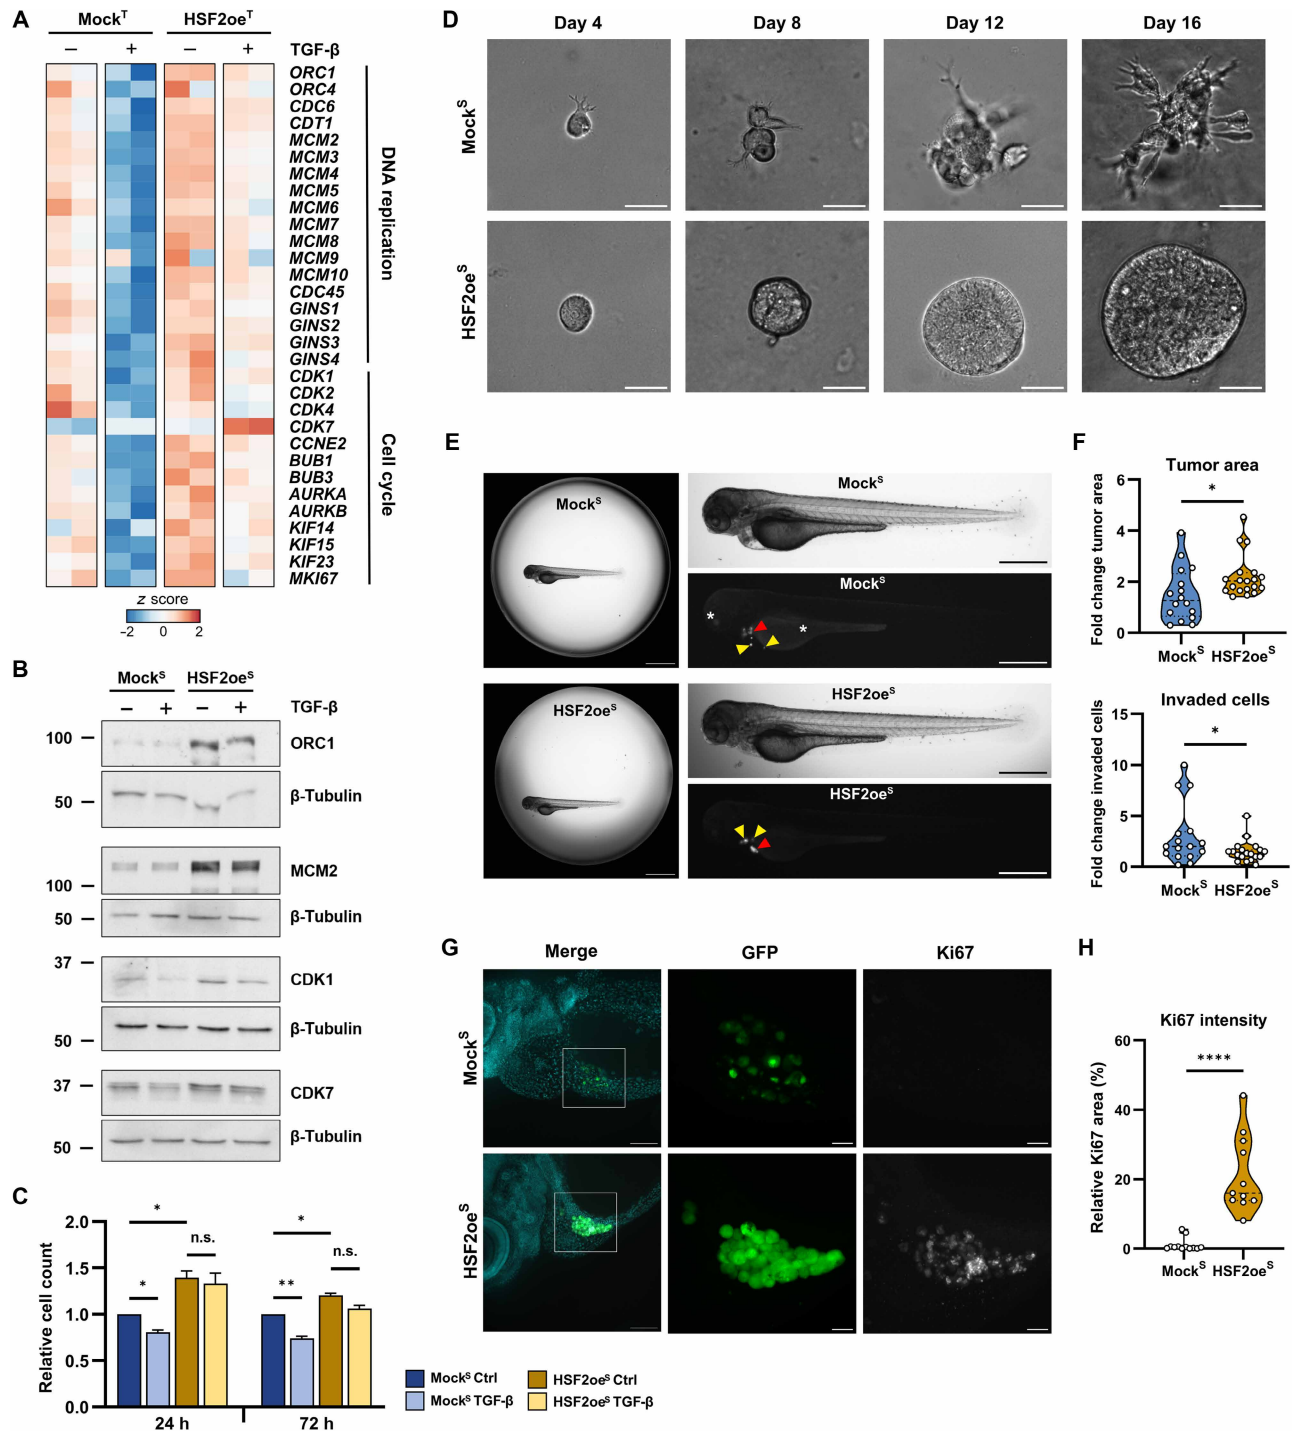 A
Mock^T HSF2oe^T
– + – + TGF-β
ORC1
ORC4
CDC6
CDT1
MCM2
MCM3
MCM4
MCM5
MCM6
MCM7
MCM8
MCM9
MCM10
CDC45
GINS1
GINS2
GINS3
GINS4
DNA replication
CDK1
CDK2
CDK4
CDK7
CCNE2
BUB1
BUB3
AURKA
AURKB
KIF14
KIF15
KIF23
MKI67
Cell cycle
z score
–2 0 2
B
Mock^S HSF2oe^S
– + – + TGF-β
100 ORC1
50 β-Tubulin
MCM2
100
50 β-Tubulin
37
CDK1
β-Tubulin
50
37 CDK7
β-Tubulin
50
C
Relative cell count
2.0
1.5
1.0
0.5
0.0
* * n.s.
* ** n.s.
24 h 72 h
Mock^S Ctrl HSF2oe^S Ctrl
Mock^S TGF-β HSF2oe^S TGF-β
D
Day 4 Day 8 Day 12 Day 16
Mock^S
HSF2oe^S
E
Mock^S Mock^S
Mock^S
* *
HSF2oe^S HSF2oe^S
HSF2oe^S
F
Tumor area
Fold change tumor area
6
4
2
0
*
Mock^S HSF2oe^S
Invaded cells
Fold change invaded cells
15
10
5
0
*
Mock^S HSF2oe^S
G
Merge GFP Ki67
Mock^S
HSF2oe^S
H
Ki67 intensity
Relative Ki67 area (%)
60
40
20
0
****
Mock^S HSF2oe^S